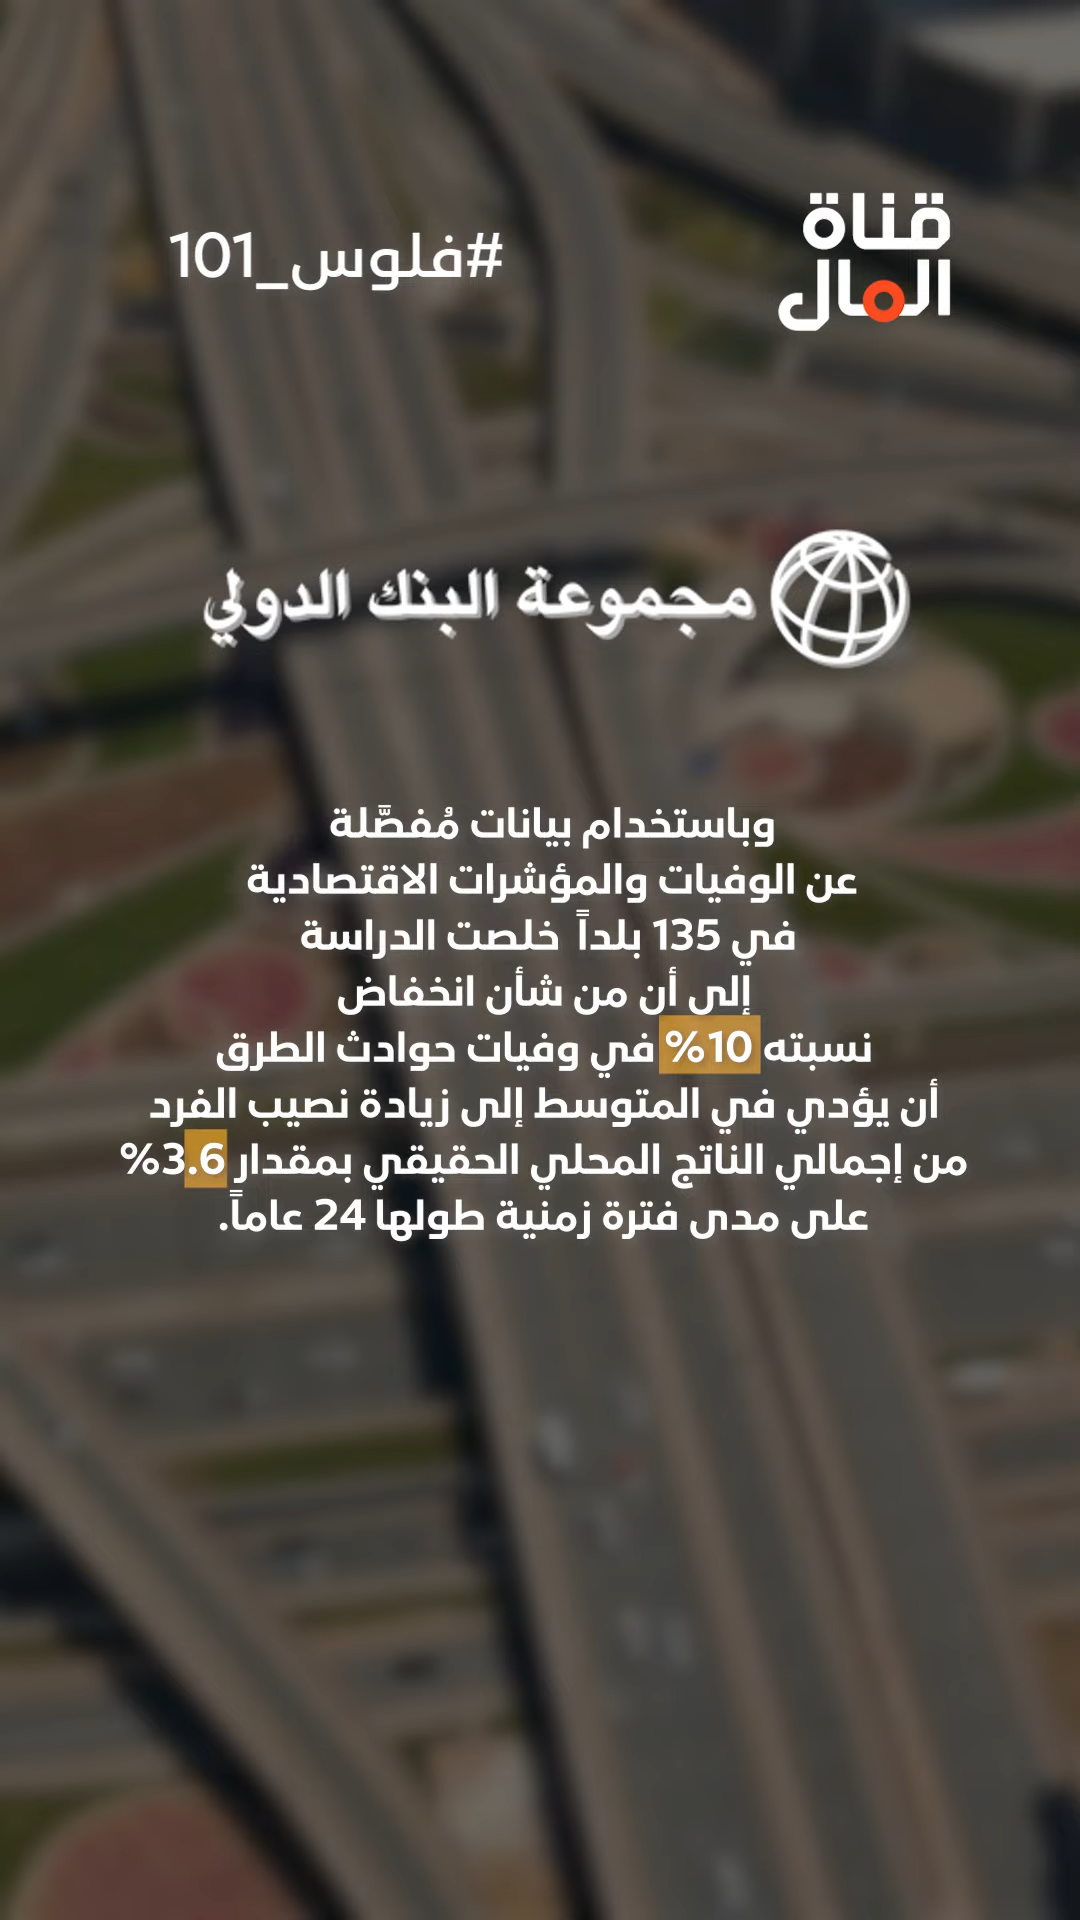 قناة
المال
#فلوس_101
مجموعة البنك الدولي
وباستخدام بيانات مُفصَّلة
عن الوفيات والمؤشرات الاقتصادية
في 135 بلداً خلصت الدراسة
إلى أن من شأن انخفاض
نسبته 10% في وفيات حوادث الطرق
أن يؤدي في المتوسط إلى زيادة نصيب الفرد
من إجمالي الناتج المحلي الحقيقي بمقدار 3.6%
على مدى فترة زمنية طولها 24 عاماً.